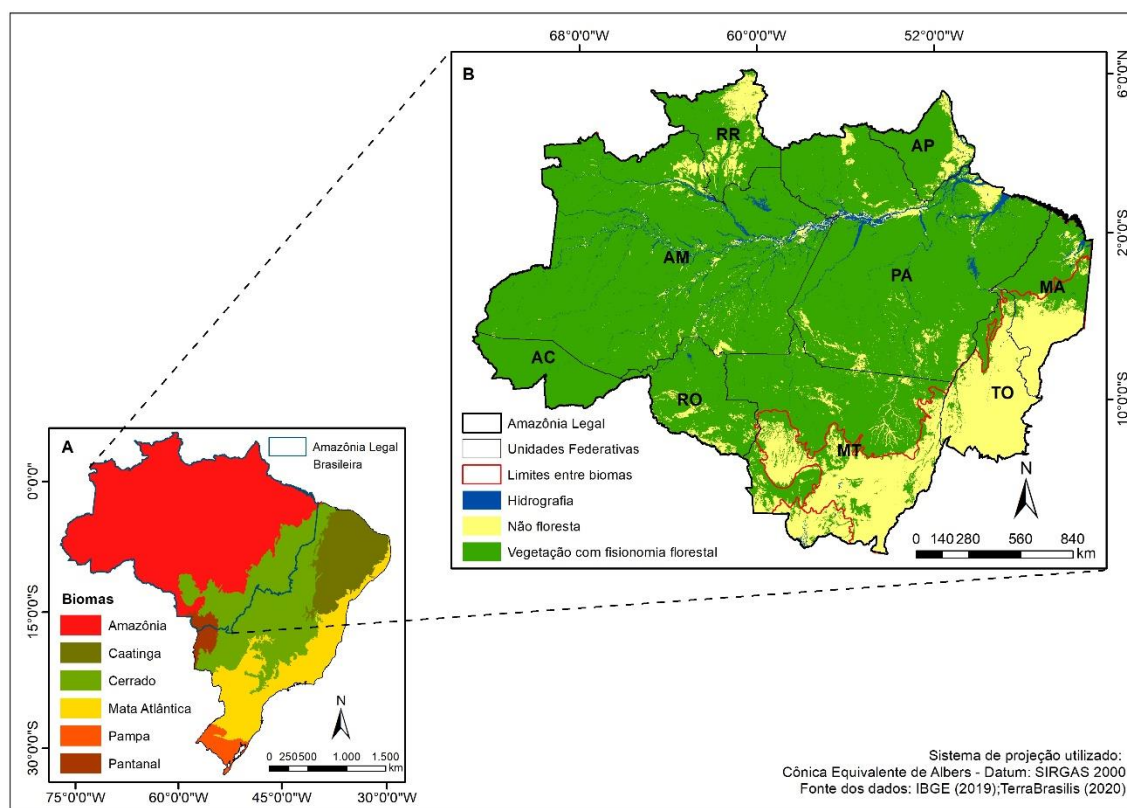 68°0'0"W 60°0'0"W 52°0'0"W
B
6°0'0"N
2°0'0"S
10°0'0"S
RR
AP
AM
PA
MA
AC
RO
TO
MT
Amazônia Legal
Unidades Federativas
Limites entre biomas
Hidrografia
Não floresta
Vegetação com fisionomia florestal
N
0 140 280 560 840
km
A
Amazônia Legal
Brasileira
0°0'0"
15°0'0"S
30°0'0"S
Biomas
Amazônia
Caatinga
Cerrado
Mata Atlântica
Pampa
Pantanal
N
0 250500 1.000 1.500
km
75°0'0"W 60°0'0"W 45°0'0"W 30°0'0"W
Sistema de projeção utilizado:
Cônica Equivalente de Albers - Datum: SIRGAS 2000
Fonte dos dados: IBGE (2019);TerraBrasilis (2020)